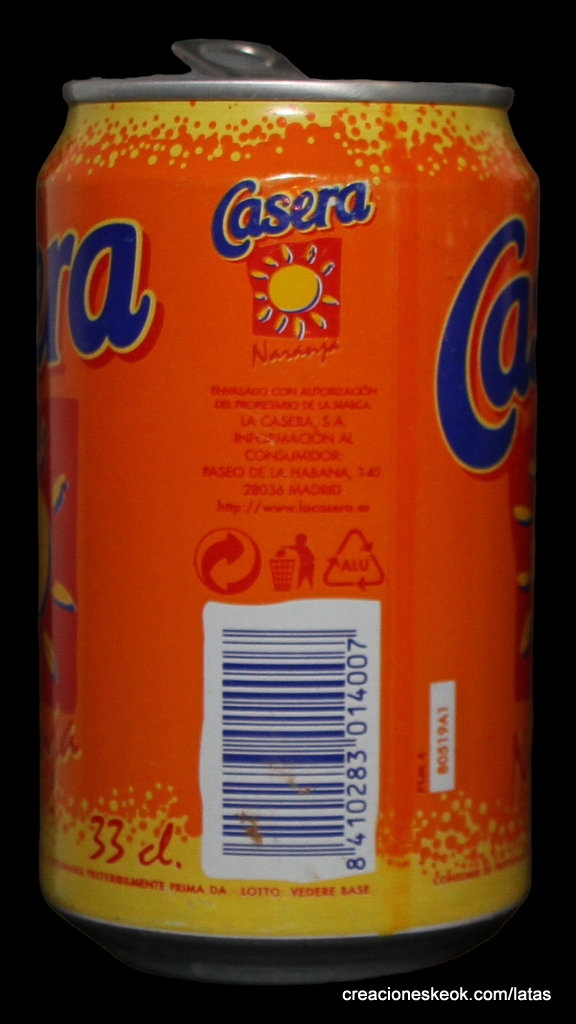 Casera
Naranja
ENVASADO CON AUTORIZACIÓN
DEL PROPIETARIO DE LA MARCA
LA CASERA, S.A.
INFORMACIÓN AL
CONSUMIDOR:
PASEO DE LA HABANA, 140
28036 MADRID
http://www.lacasera.es
ALU
ra
Ca
8 410283 014007
80519A1
33 cl.
PREFERIBILMENTE PRIMA DA - LOTTO: VEDERE BASE
creacioneskeok.com/latas